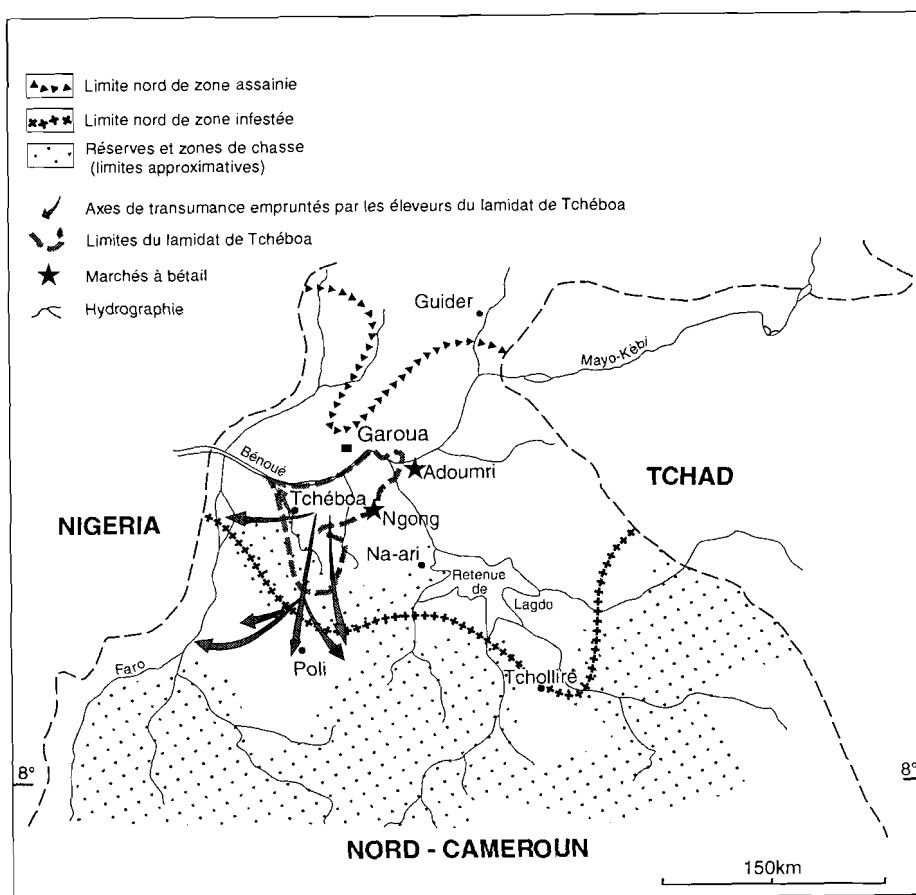 Limite nord de zone assainie
Limite nord de zone infestée
Réserves et zones de chasse
(limites approximatives)
Axes de transumance empruntés par les éleveurs du lamidat de Tchéboa
Limites du lamidat de Tchéboa
Marchés à bétail
Hydrographie
Guider
Mayo-Kèbi
Garoua
Bénoué
Adoumri
TCHAD
Tchéboa
NIGERIA
Ngong
Na-ari
Retenue
de
Lagdo
Faro
Poli
Tcholliré
8°
8°
NORD - CAMEROUN
150km